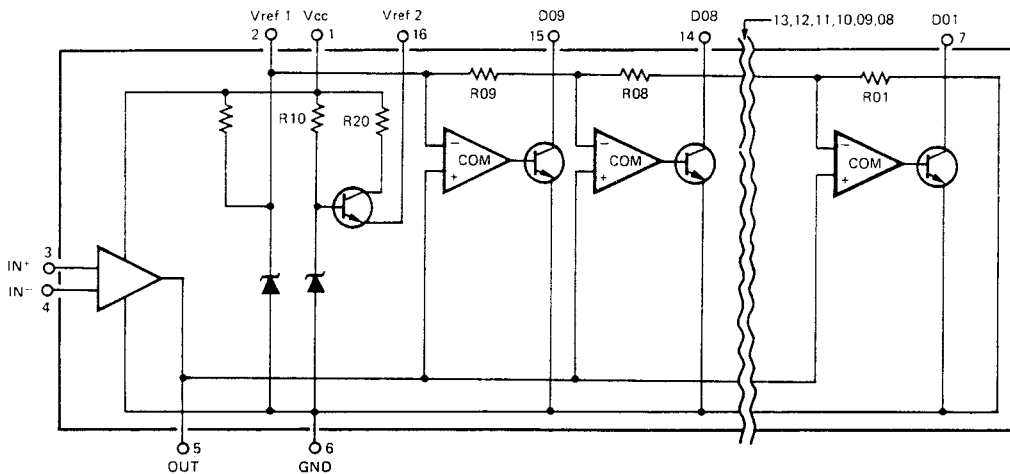 Vref 1 Vcc Vref 2 D09 D08 13,12,11,10,09,08 D01
2 1 16 15 14 7
R09 R08 R01
R10 R20
− COM +
− COM +
− COM +
IN+ 3
IN− 4
5 6
OUT GND